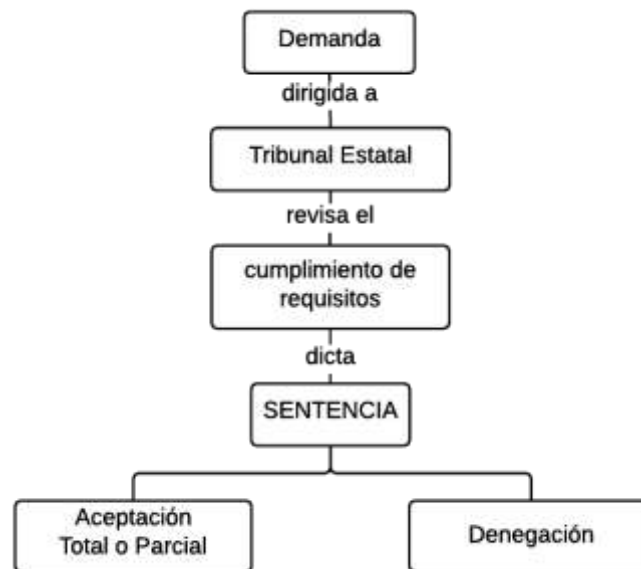 Demanda
dirigida a
Tribunal Estatal
revisa el
cumplimiento de
requisitos
dicta
SENTENCIA
Aceptación
Total o Parcial
Denegación